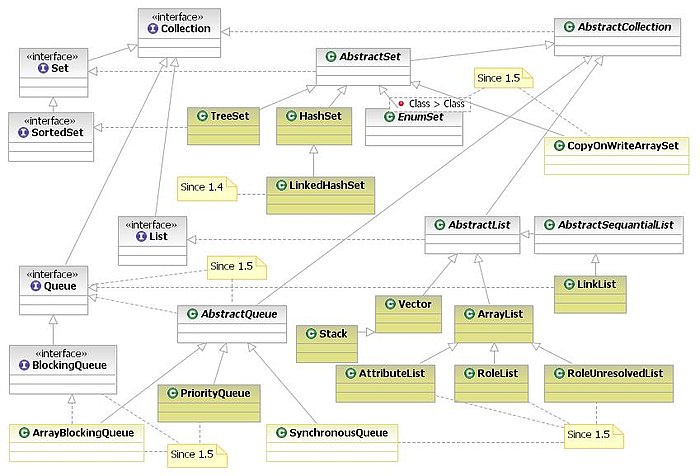 «interface»
Collection
AbstractCollection
«interface»
Set
AbstractSet
Since 1.5
Class > Class
EnumSet
«interface»
SortedSet
TreeSet
HashSet
CopyOnWriteArraySet
Since 1.4
LinkedHashSet
«interface»
List
AbstractList
AbstractSequantialList
«interface»
Queue
Since 1.5
LinkList
AbstractQueue
Vector
ArrayList
Stack
«interface»
BlockingQueue
AttributeList
RoleList
RoleUnresolvedList
PriorityQueue
ArrayBlockingQueue
SynchronousQueue
Since 1.5
Since 1.5